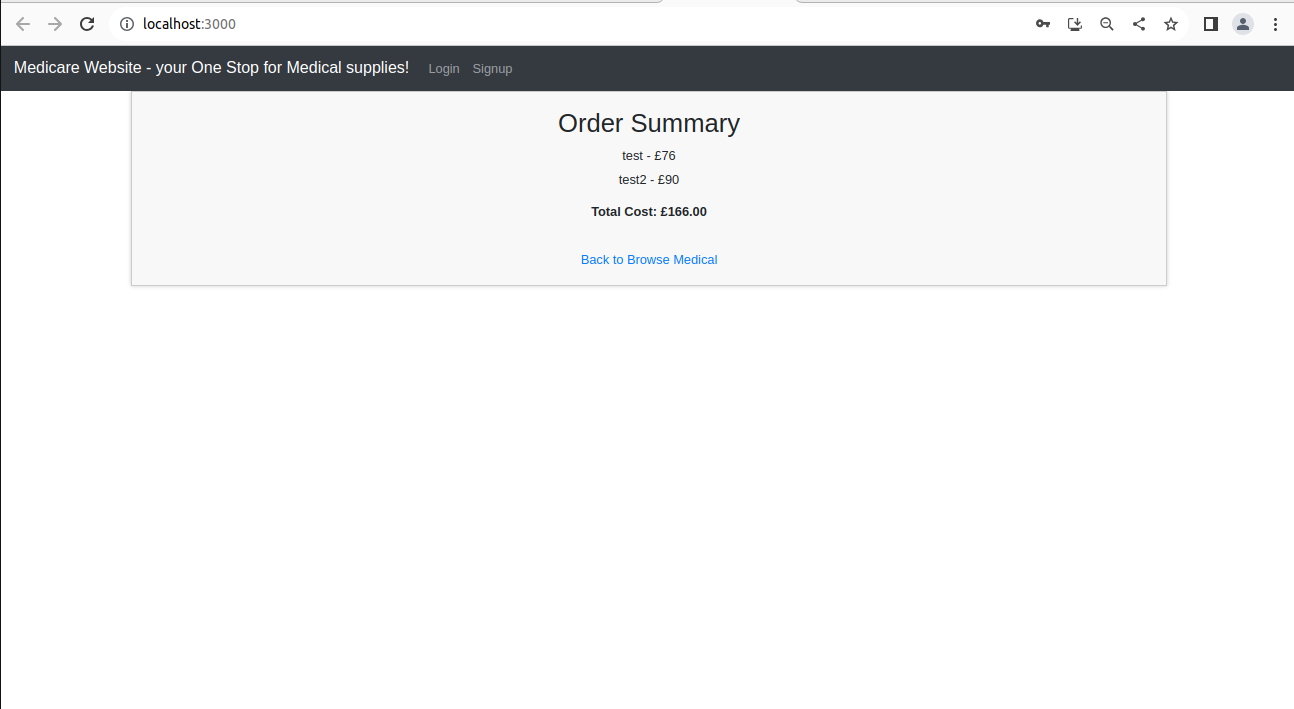 localhost:3000
Medicare Website - your One Stop for Medical supplies! Login Signup
Order Summary
test - £76
test2 - £90
Total Cost: £166.00
Back to Browse Medical